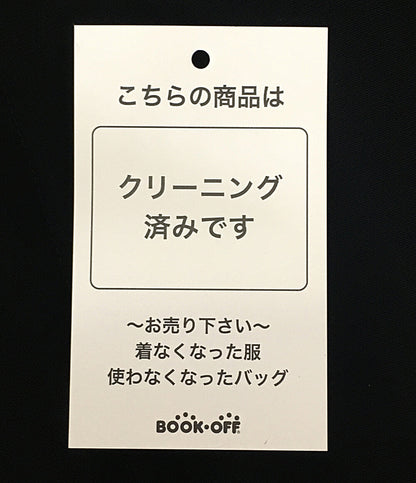 こちらの商品は
クリーニング
済みです
～お売り下さい～
着なくなった服
使わなくなったバッグ
BOOK・OFF